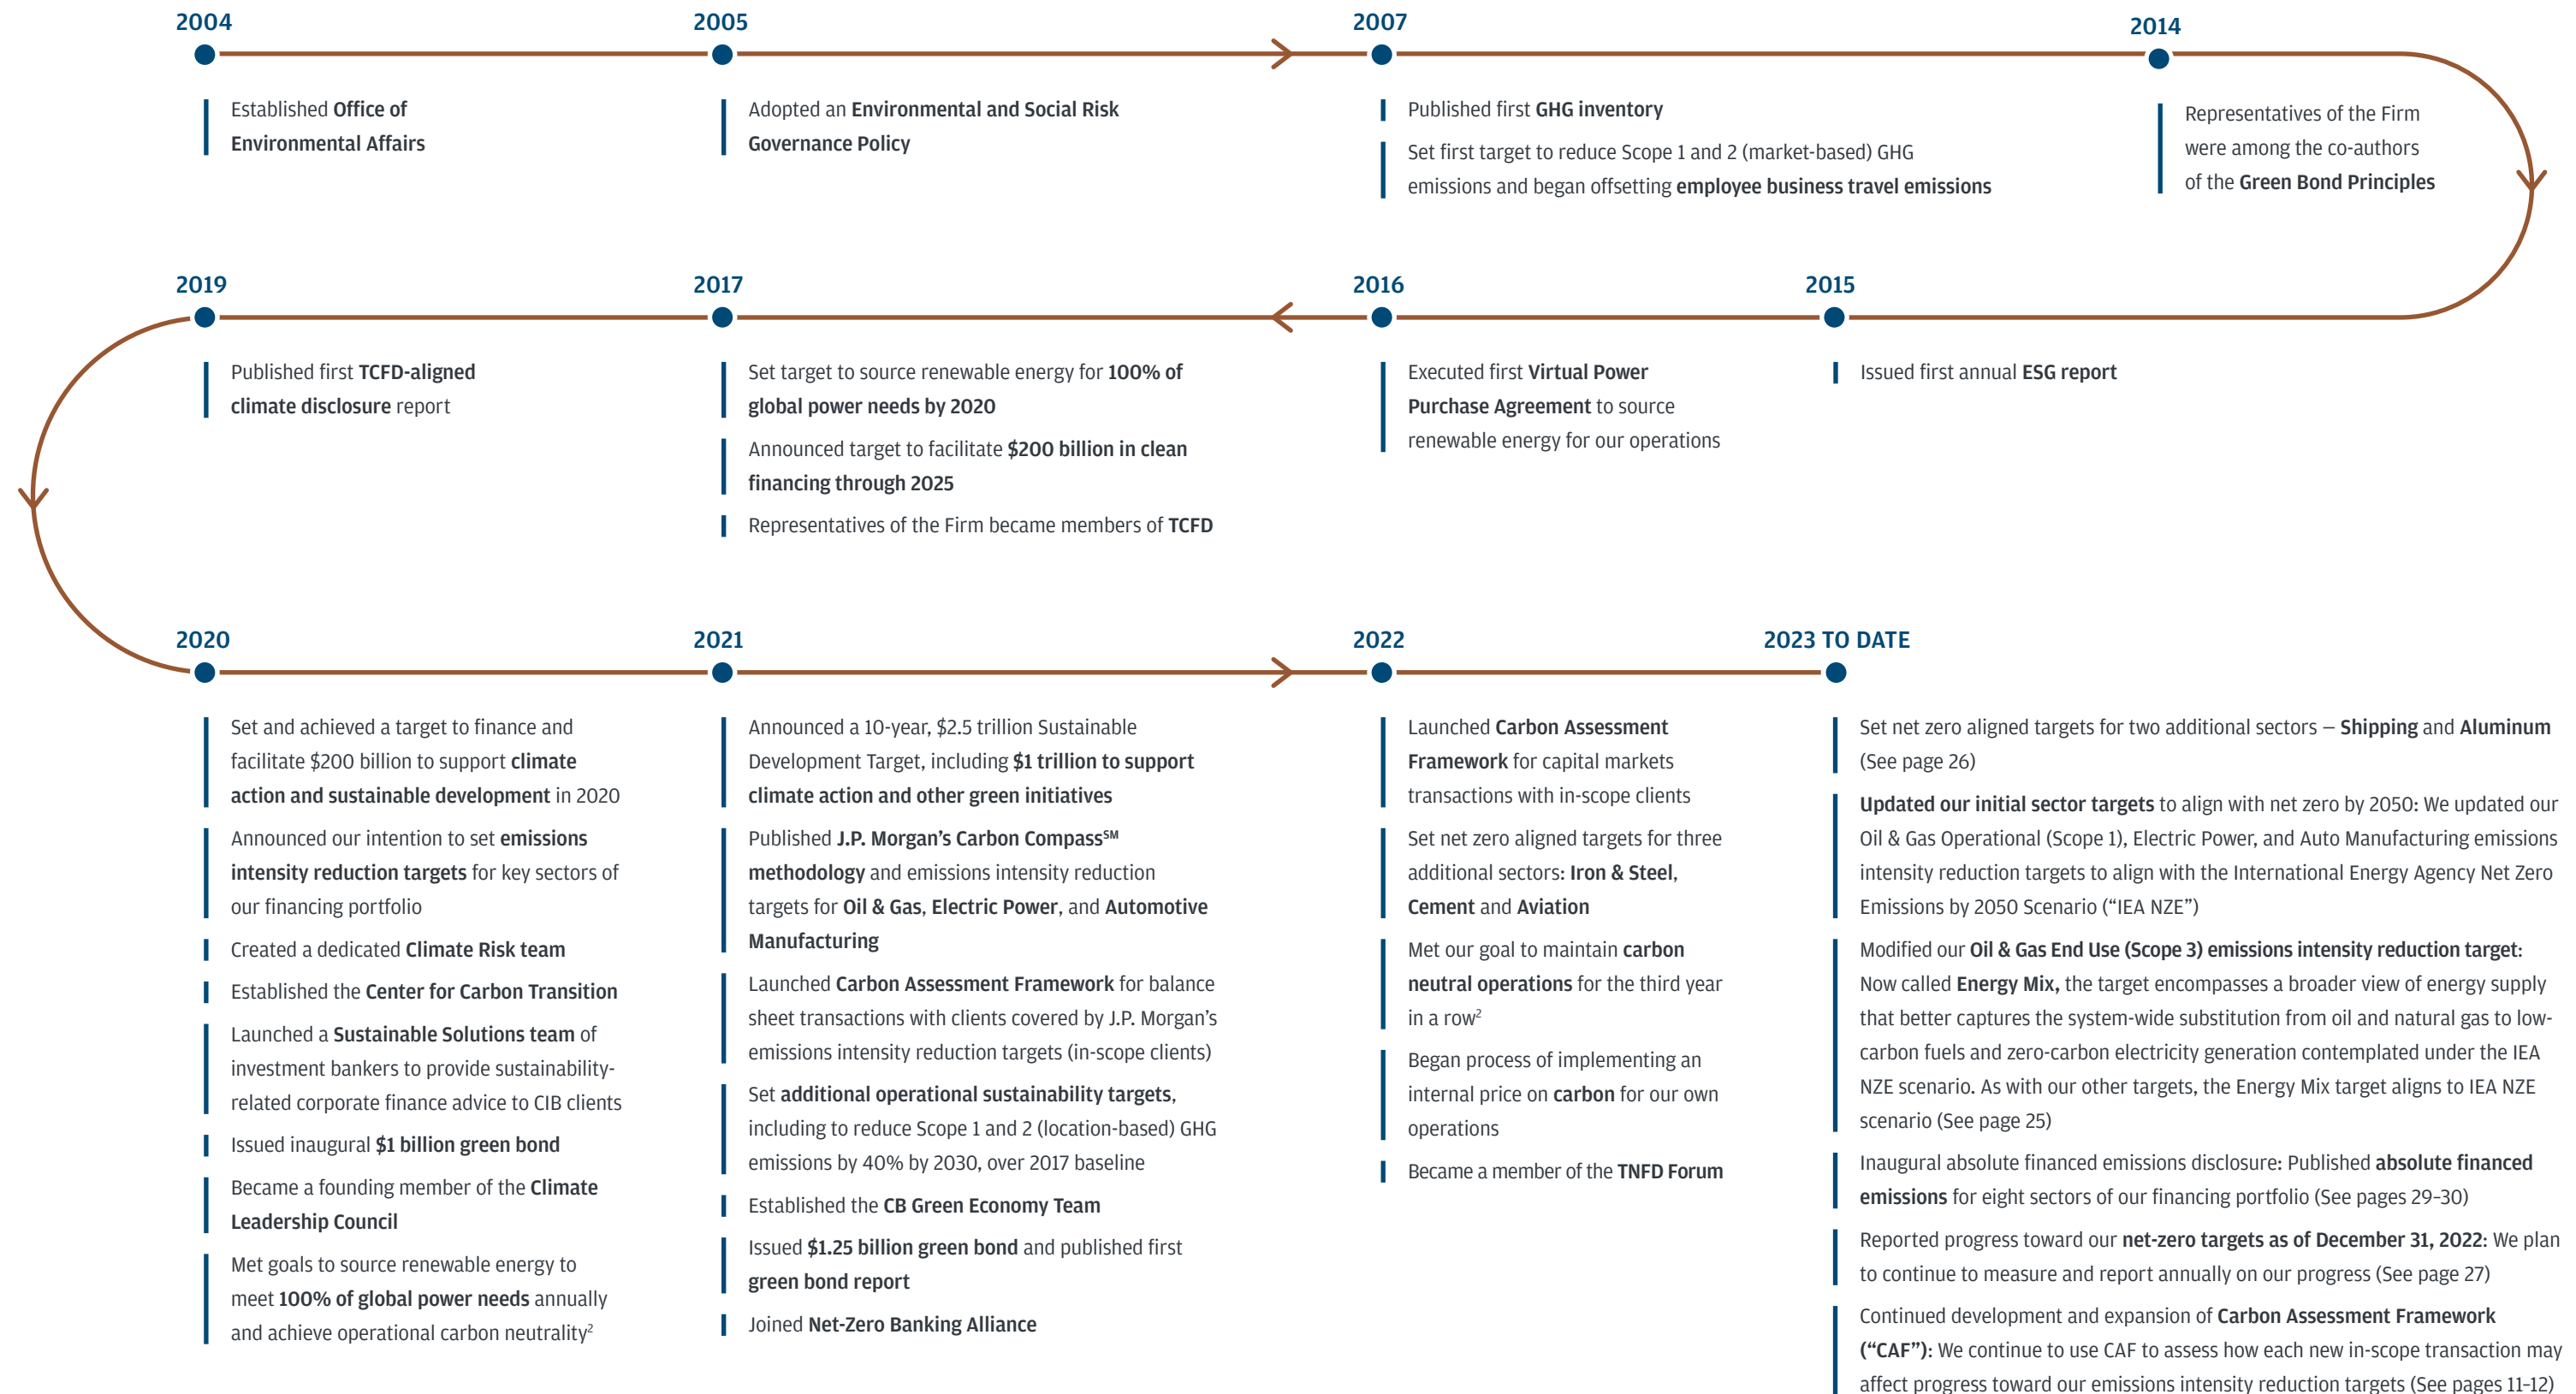 2004
Established Office of
Environmental Affairs
2005
Adopted an Environmental and Social Risk
Governance Policy
2007
Published first GHG inventory
Set first target to reduce Scope 1 and 2 (market-based) GHG
emissions and began offsetting employee business travel emissions
2014
Representatives of the Firm
were among the co-authors
of the Green Bond Principles
2015
Issued first annual ESG report
2016
Executed first Virtual Power
Purchase Agreement to source
renewable energy for our operations
2017
Set target to source renewable energy for 100% of
global power needs by 2020
Announced target to facilitate $200 billion in clean
financing through 2025
Representatives of the Firm became members of TCFD
2019
Published first TCFD-aligned
climate disclosure report
2020
Set and achieved a target to finance and
facilitate $200 billion to support climate
action and sustainable development in 2020
Announced our intention to set emissions
intensity reduction targets for key sectors of
our financing portfolio
Created a dedicated Climate Risk team
Established the Center for Carbon Transition
Launched a Sustainable Solutions team of
investment bankers to provide sustainability-
related corporate finance advice to CIB clients
Issued inaugural $1 billion green bond
Became a founding member of the Climate
Leadership Council
Met goals to source renewable energy to
meet 100% of global power needs annually
and achieve operational carbon neutrality²
2021
Announced a 10-year, $2.5 trillion Sustainable
Development Target, including $1 trillion to support
climate action and other green initiatives
Published J.P. Morgan’s Carbon Compass℠
methodology and emissions intensity reduction
targets for Oil & Gas, Electric Power, and Automotive
Manufacturing
Launched Carbon Assessment Framework for balance
sheet transactions with clients covered by J.P. Morgan’s
emissions intensity reduction targets (in-scope clients)
Set additional operational sustainability targets,
including to reduce Scope 1 and 2 (location-based) GHG
emissions by 40% by 2030, over 2017 baseline
Established the CB Green Economy Team
Issued $1.25 billion green bond and published first
green bond report
Joined Net-Zero Banking Alliance
2022
Launched Carbon Assessment
Framework for capital markets
transactions with in-scope clients
Set net zero aligned targets for three
additional sectors: Iron & Steel,
Cement and Aviation
Met our goal to maintain carbon
neutral operations for the third year
in a row²
Began process of implementing an
internal price on carbon for our own
operations
Became a member of the TNFD Forum
2023 TO DATE
Set net zero aligned targets for two additional sectors — Shipping and Aluminum
(See page 26)
Updated our initial sector targets to align with net zero by 2050: We updated our
Oil & Gas Operational (Scope 1), Electric Power, and Auto Manufacturing emissions
intensity reduction targets to align with the International Energy Agency Net Zero
Emissions by 2050 Scenario (“IEA NZE”)
Modified our Oil & Gas End Use (Scope 3) emissions intensity reduction target:
Now called Energy Mix, the target encompasses a broader view of energy supply
that better captures the system-wide substitution from oil and natural gas to low-
carbon fuels and zero-carbon electricity generation contemplated under the IEA
NZE scenario. As with our other targets, the Energy Mix target aligns to IEA NZE
scenario (See page 25)
Inaugural absolute financed emissions disclosure: Published absolute financed
emissions for eight sectors of our financing portfolio (See pages 29–30)
Reported progress toward our net-zero targets as of December 31, 2022: We plan
to continue to measure and report annually on our progress (See page 27)
Continued development and expansion of Carbon Assessment Framework
(“CAF”): We continue to use CAF to assess how each new in-scope transaction may
affect progress toward our emissions intensity reduction targets (See pages 11–12)